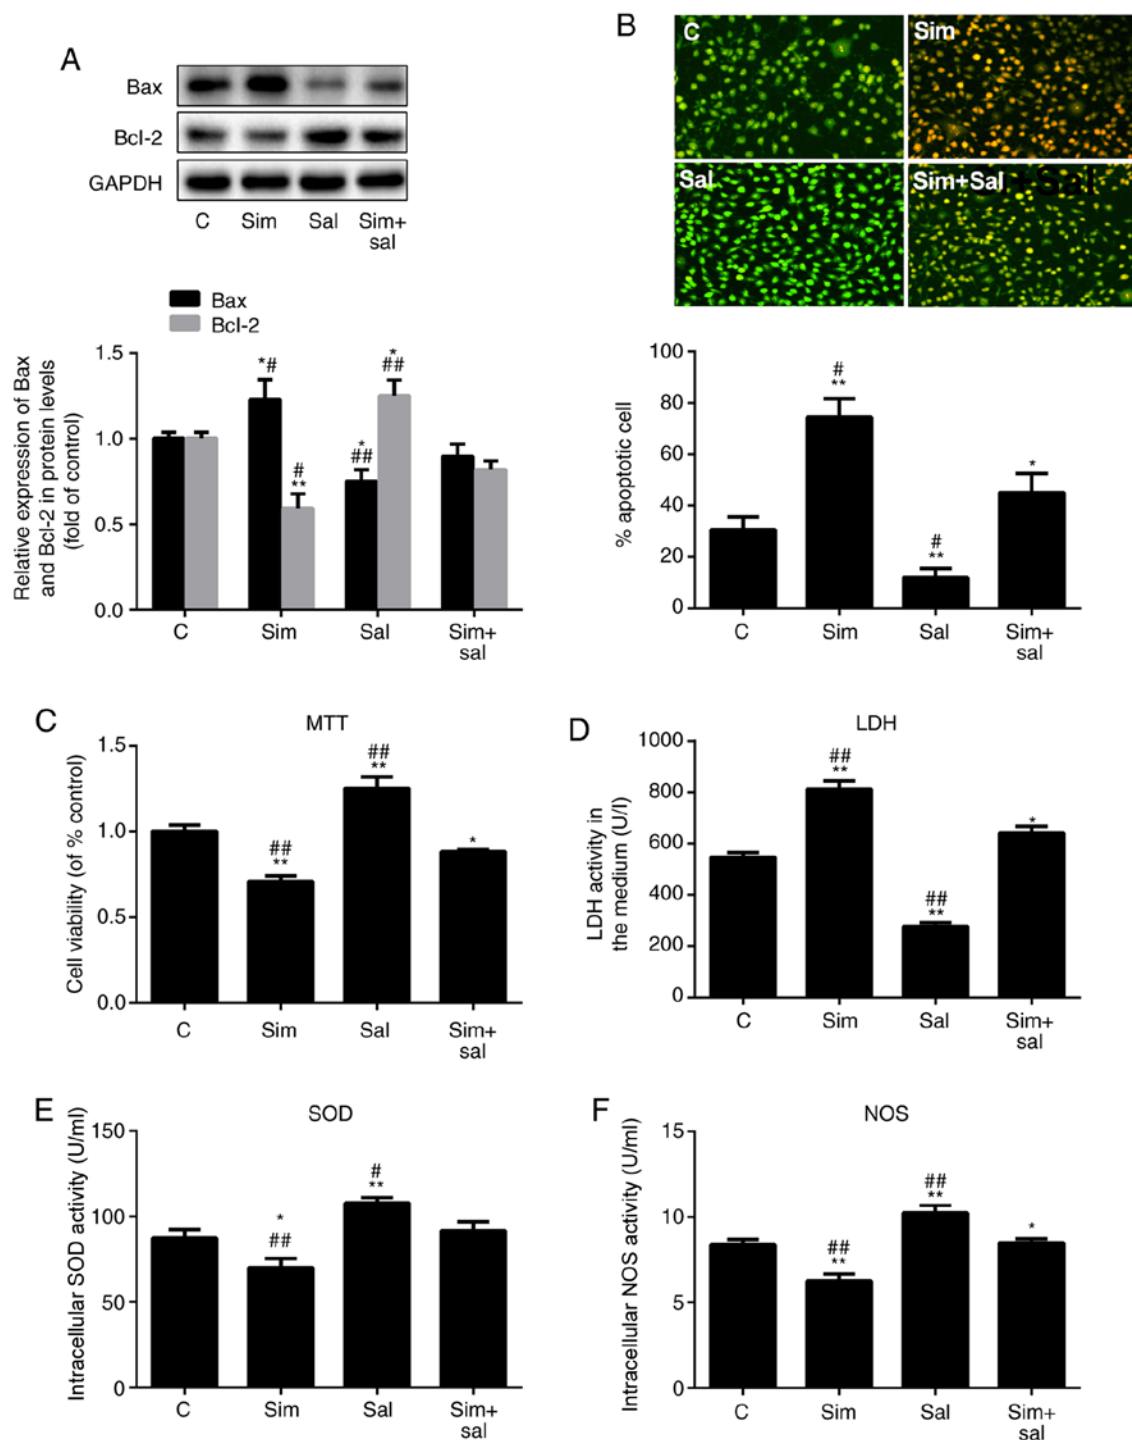 A
Bax
Bcl-2
GAPDH
C Sim Sal Sim+
sal
Bax
Bcl-2
Relative expression of Bax
and Bcl-2 in protein levels
(fold of control)
1.5
1.0
0.5
0.0
*#
#
**
*
##
*
##
C Sim Sal Sim+
sal
B
C
Sim
Sal
Sim+Sal
+Sal
% apoptotic cell
100
80
60
40
20
0
#
**
#
**
*
C Sim Sal Sim+
sal
C
MTT
Cell viability (of % control)
1.5
1.0
0.5
0.0
##
**
##
**
*
C Sim Sal Sim+
sal
D
LDH
LDH activity in
the medium (U/l)
1000
800
600
400
200
0
##
**
##
**
*
C Sim Sal Sim+
sal
E
SOD
Intracellular SOD activity (U/ml)
150
100
50
0
*
##
#
**
C Sim Sal Sim+
sal
F
NOS
Intracellular NOS activity (U/ml)
15
10
5
0
##
**
##
**
*
C Sim Sal Sim+
sal